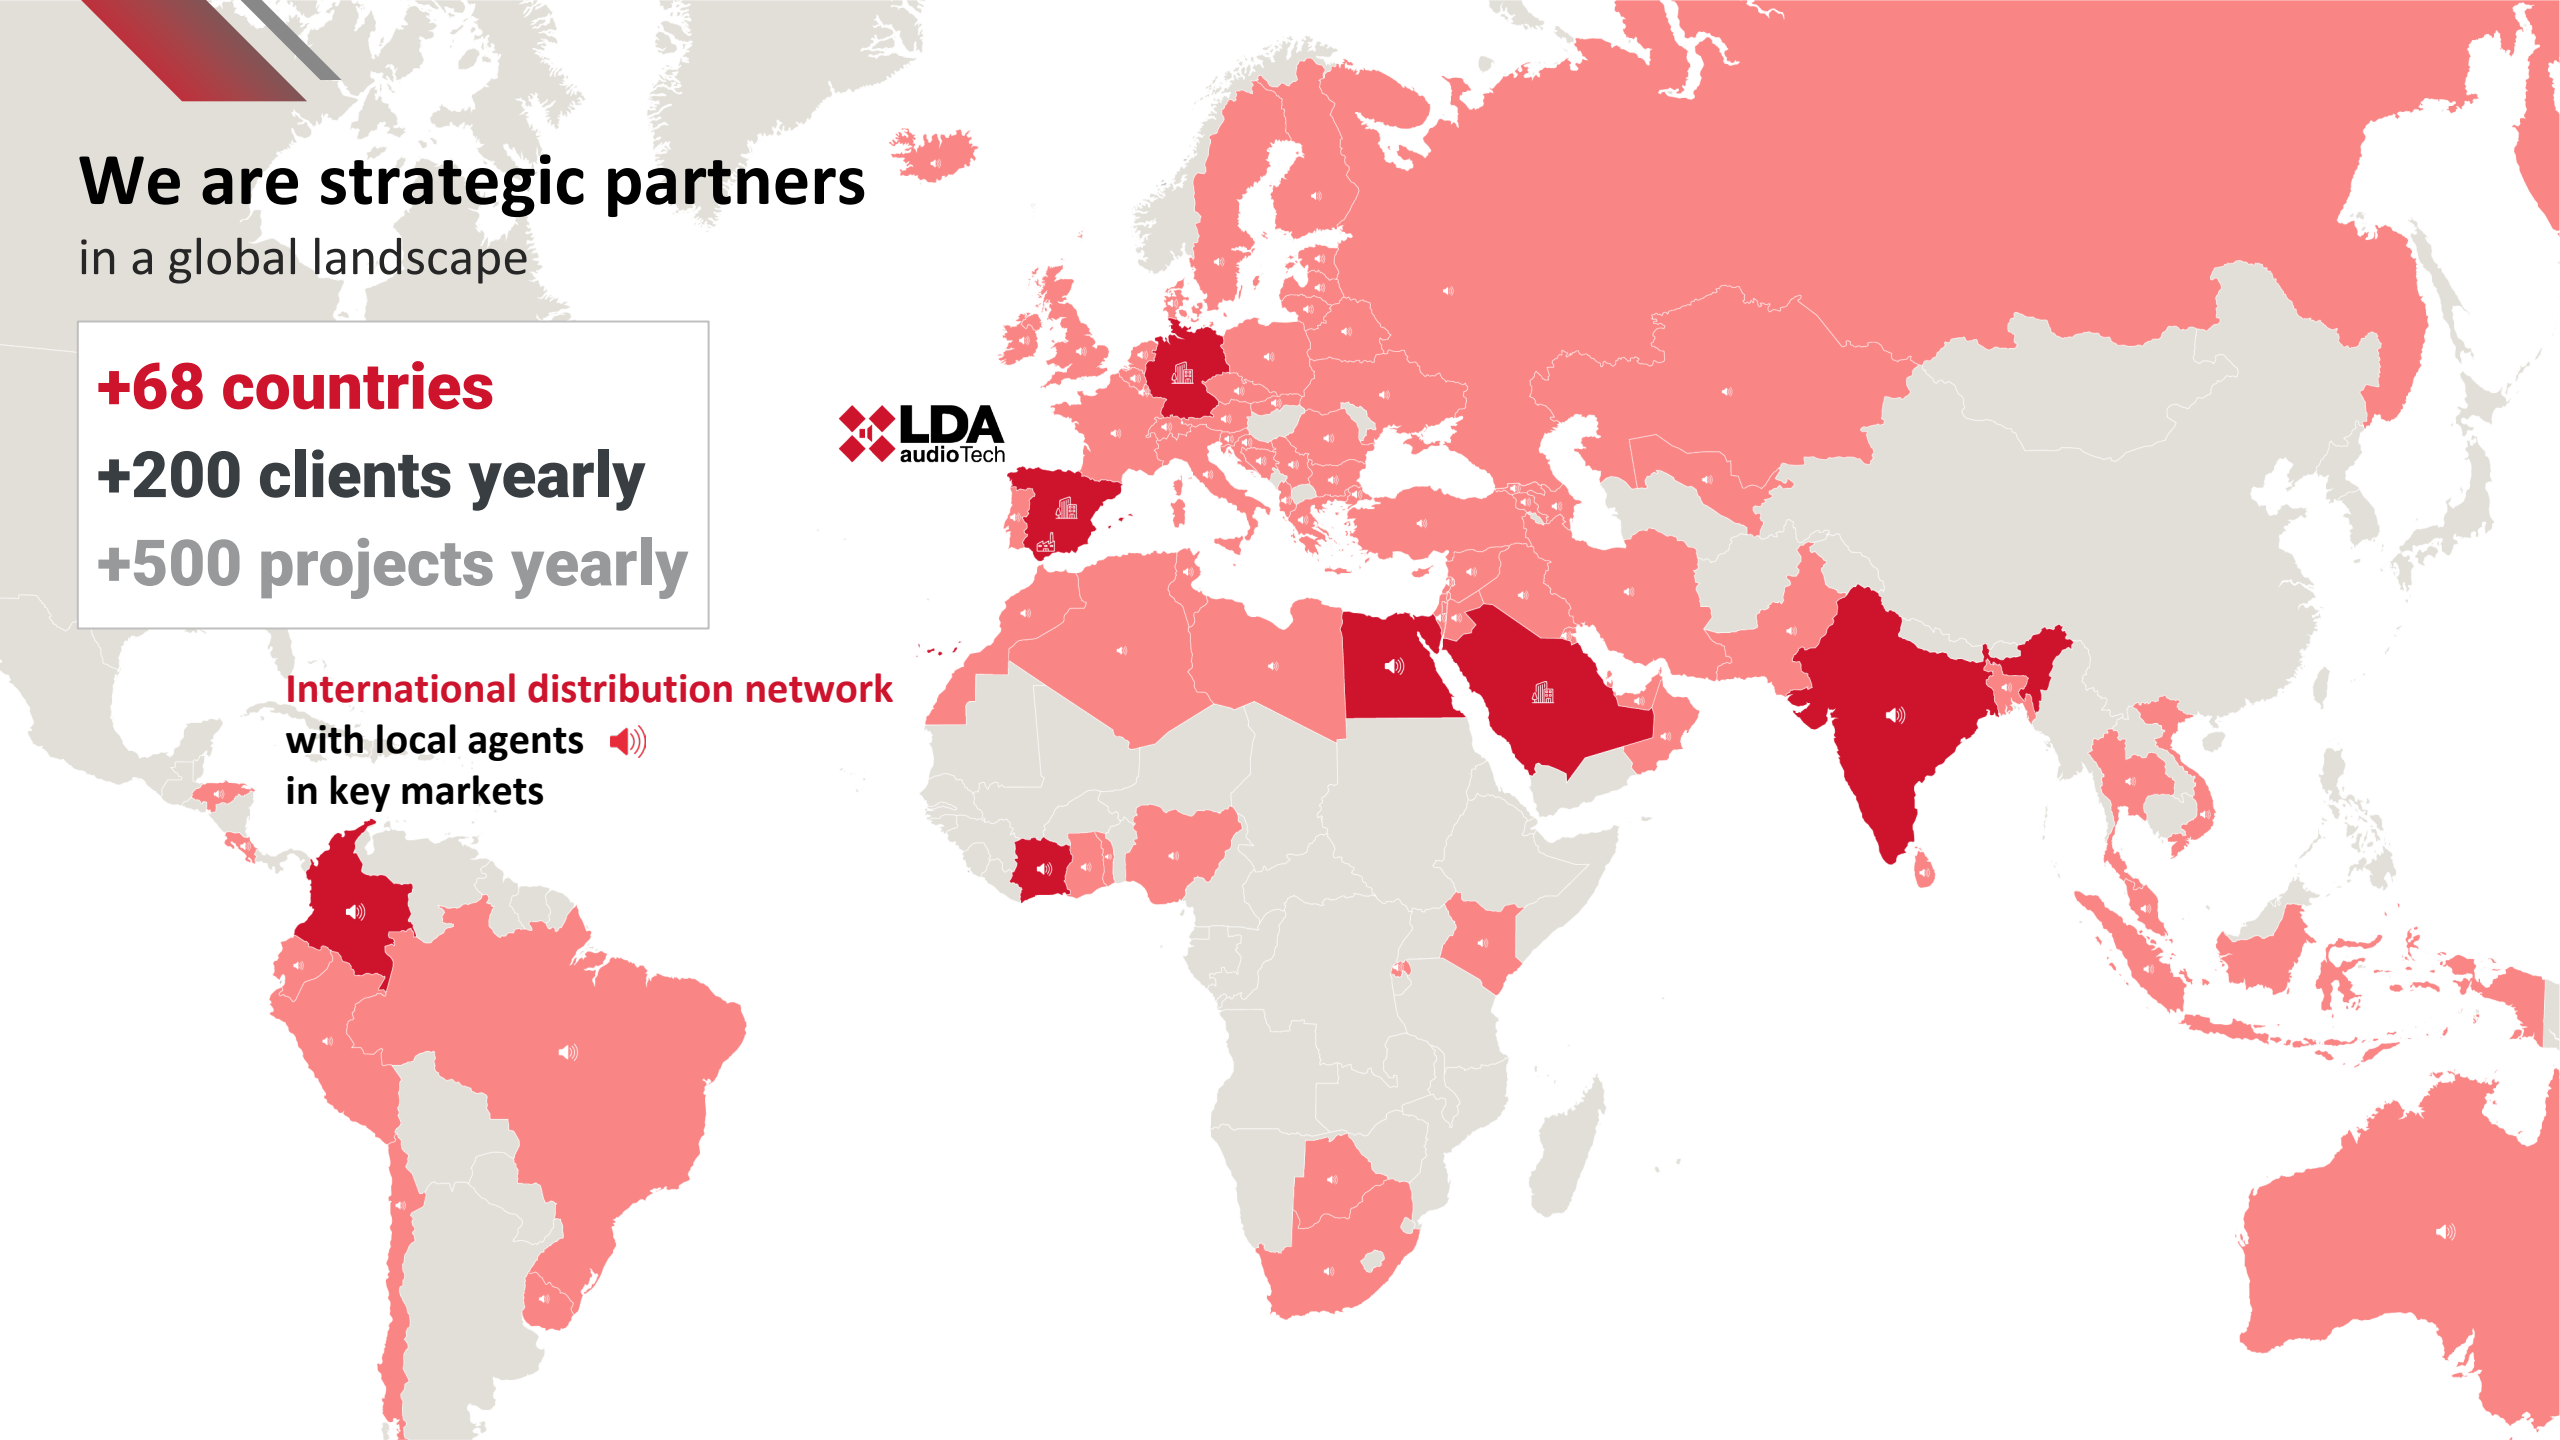 We are strategic partners
in a global landscape
+68 countries
+200 clients yearly
+500 projects yearly
LDA
audioTech
International distribution network
with local agents
in key markets